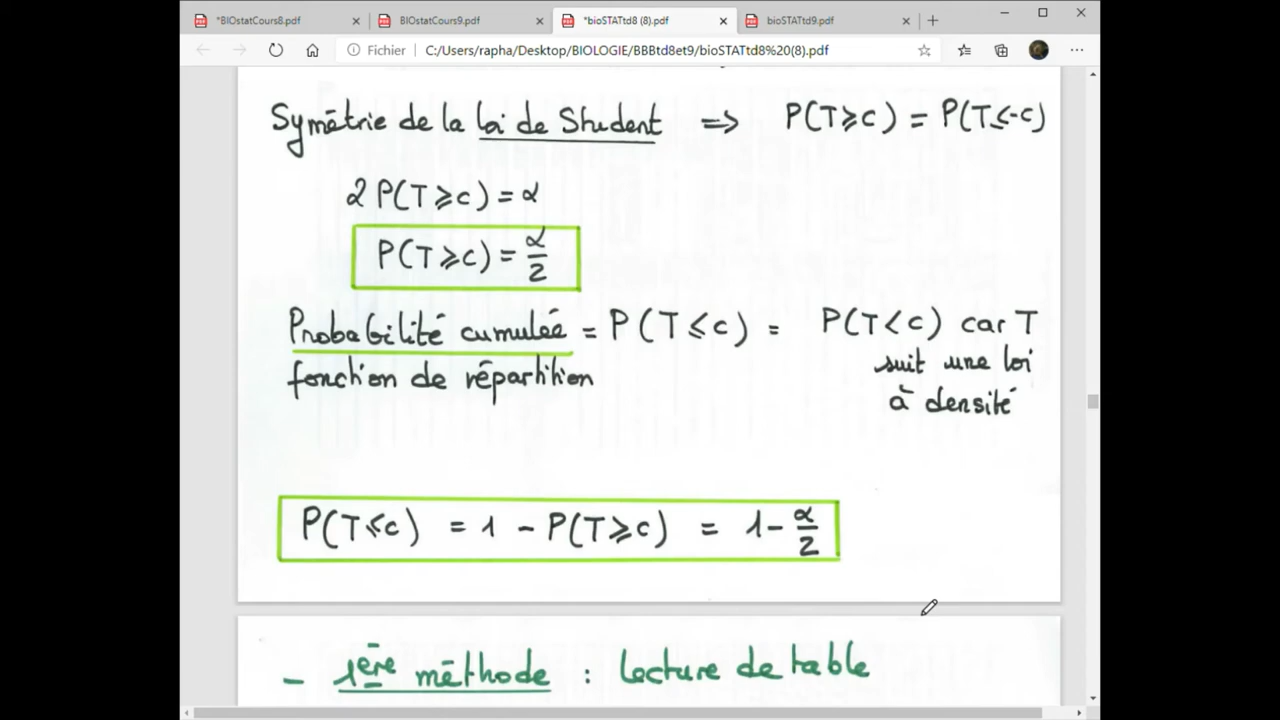 *BIOstatCours8.pdf
BIOstatCours9.pdf
*bioSTATtd8 (8).pdf
bioSTATtd9.pdf
Fichier C:/Users/rapha/Desktop/BIOLOGIE/BBBtd8et9/bioSTATtd8%20(8).pdf
Symétrie de la loi de Student ⇒ P(T⩾c) = P(T⩽-c)
2 P(T⩾c) = α
P(T⩾c) = α/2
Probabilité cumulée = P(T⩽c) = P(T<c) car T
suit une loi
fonction de répartition
à densité
P(T⩽c) = 1 - P(T⩾c) = 1 - α/2
- 1ère méthode : lecture de table